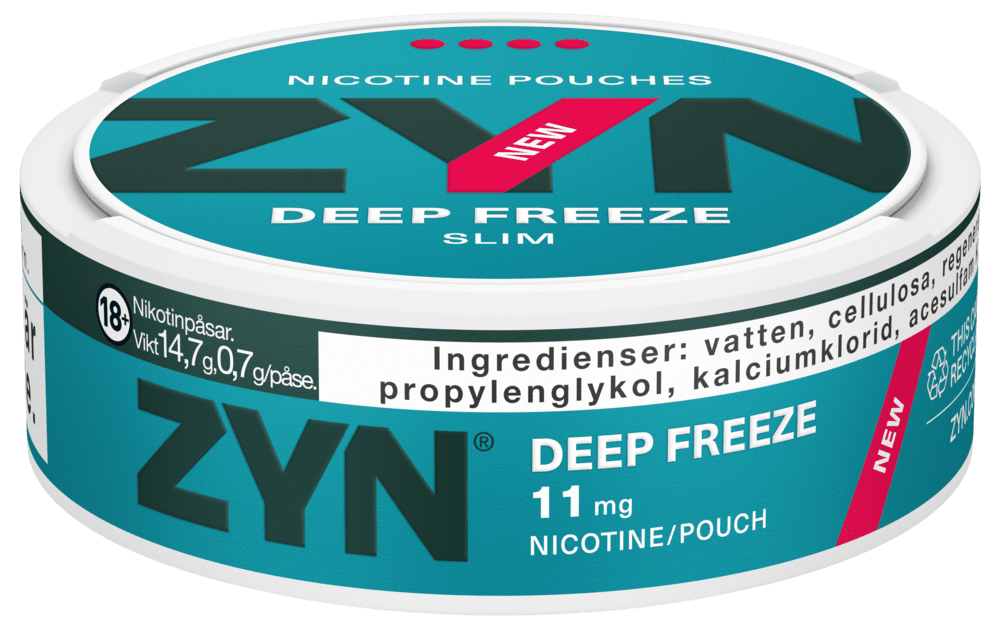 NICOTINE POUCHES
ZYN
NEW
DEEP FREEZE
SLIM
18+
Nikotinpåsar.
Vikt 14,7 g, 0,7 g/påse.
Ingredienser: vatten, cellulosa,
propylenglykol, kalciumklorid,
ZYN®
DEEP FREEZE
11 mg
NICOTINE/POUCH
NEW
THIS